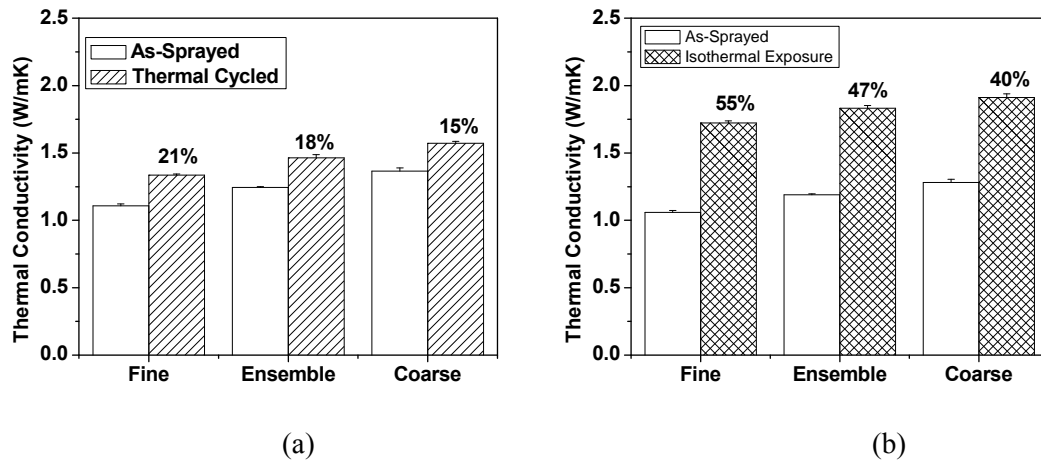 2.5
2.0
1.5
1.0
0.5
0.0
Thermal Conductivity (W/mK)
As-Sprayed
Thermal Cycled
21%
18%
15%
Fine Ensemble Coarse
(a)
2.5
2.0
1.5
1.0
0.5
0.0
Thermal Conductivity (W/mK)
As-Sprayed
Isothermal Exposure
55%
47%
40%
Fine Ensemble Coarse
(b)